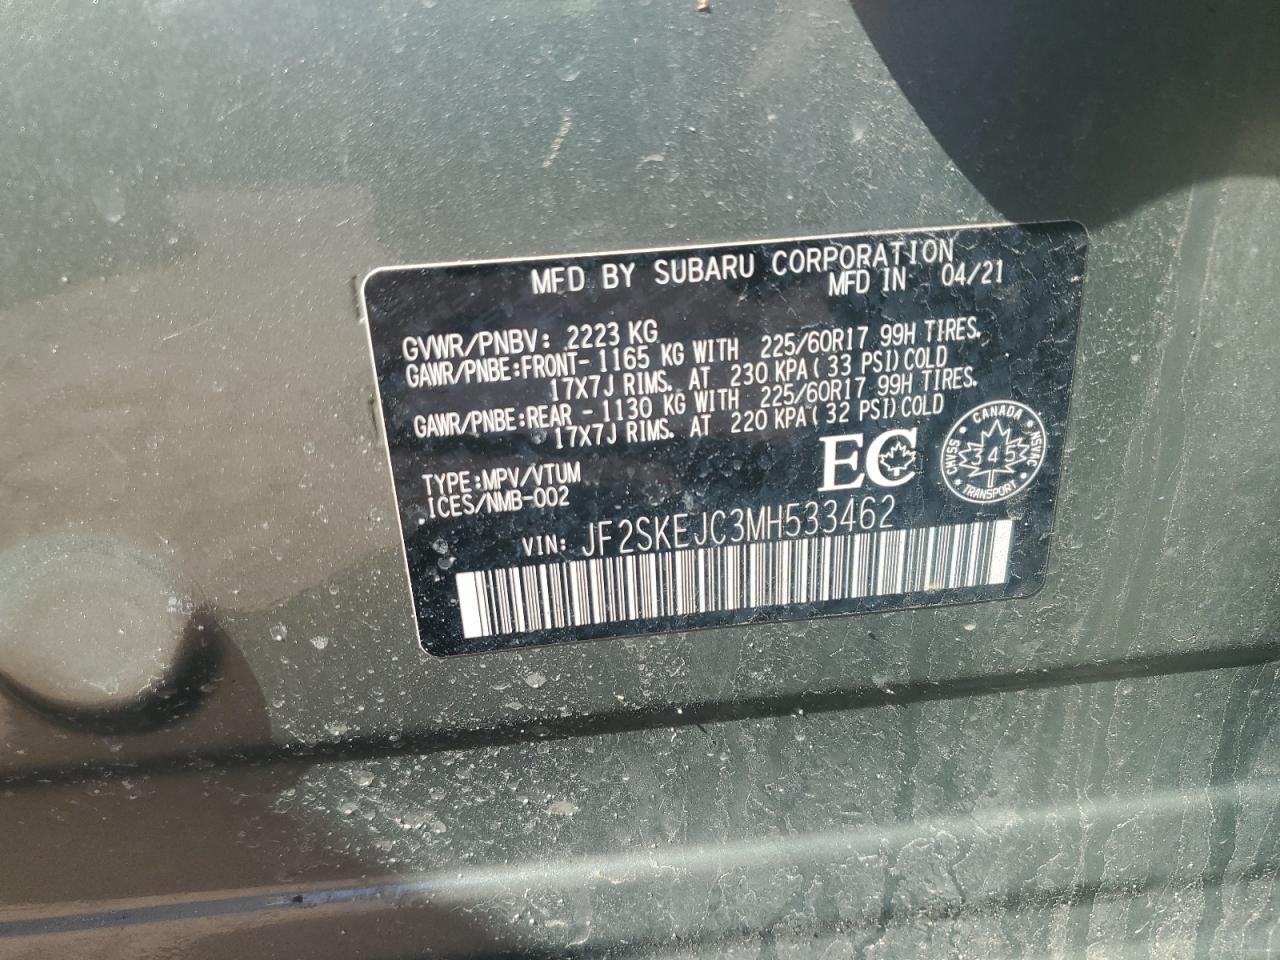 MFD BY SUBARU CORPORATION
MFD IN 04/21
GVWR/PNBV: 2223 KG
GAWR/PNBE:FRONT- 1165 KG WITH 225/60R17 99H TIRES.
17X7J RIMS. AT 230 KPA( 33 PSI)COLD
GAWR/PNBE:REAR - 1130 KG WITH 225/60R17 99H TIRES.
17X7J RIMS. AT 220 KPA( 32 PSI)COLD
TYPE:MPV/VTUM
ICES/NMB-002
EC
CANADA
CMVSS
345
NSVAC
TRANSPORT
VIN: JF2SKEJC3MH533462